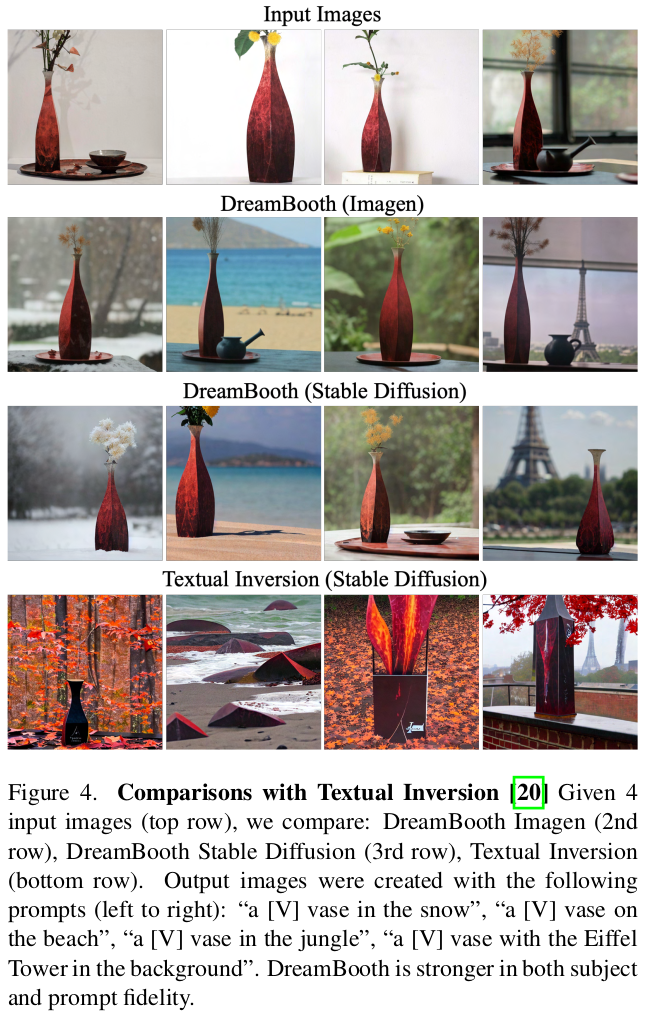 Input Images
DreamBooth (Imagen)
DreamBooth (Stable Diffusion)
Textual Inversion (Stable Diffusion)
Figure 4. Comparisons with Textual Inversion [20] Given 4
input images (top row), we compare: DreamBooth Imagen (2nd
row), DreamBooth Stable Diffusion (3rd row), Textual Inversion
(bottom row). Output images were created with the following
prompts (left to right): “a [V] vase in the snow”, “a [V] vase on
the beach”, “a [V] vase in the jungle”, “a [V] vase with the Eiffel
Tower in the background”. DreamBooth is stronger in both subject
and prompt fidelity.